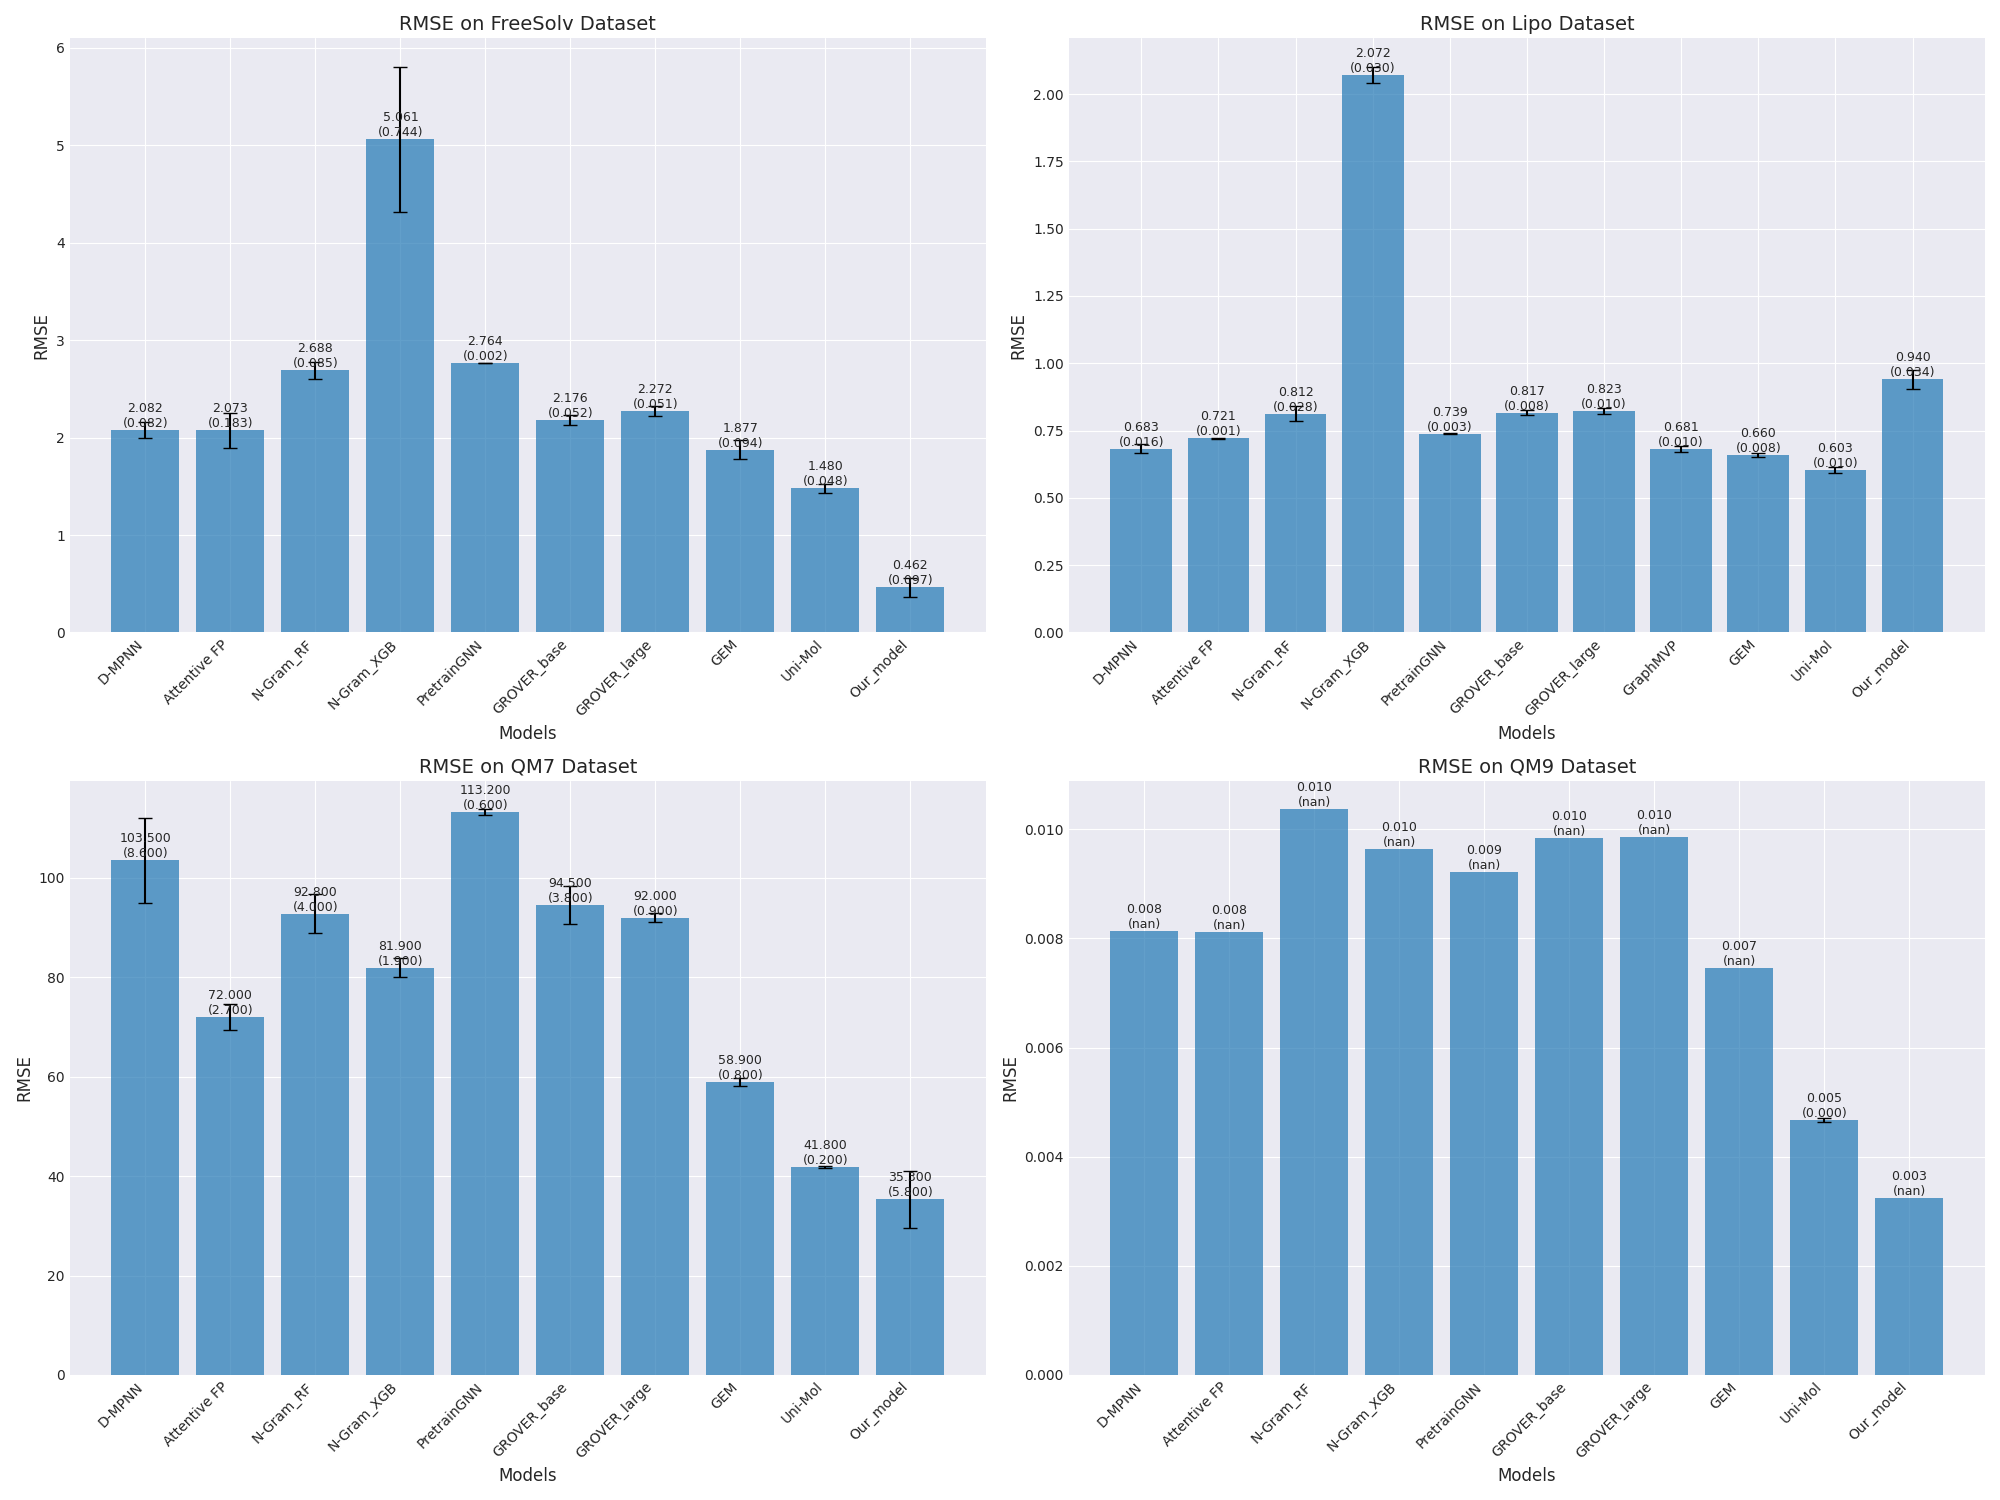 RMSE on FreeSolv Dataset
6
5
4
3
2
1
0
RMSE
2.082
(0.082)
2.073
(0.183)
2.688
(0.085)
5.061
(0.744)
2.764
(0.002)
2.176
(0.052)
2.272
(0.051)
1.877
(0.094)
1.480
(0.048)
0.462
(0.097)
D-MPNN
Attentive FP
N-Gram_RF
N-Gram_XGB
PretrainGNN
GROVER_base
GROVER_large
GEM
Uni-Mol
Our_model
Models
RMSE on Lipo Dataset
2.00
1.75
1.50
1.25
1.00
0.75
0.50
0.25
0.00
RMSE
0.683
(0.016)
0.721
(0.001)
0.812
(0.028)
2.072
(0.030)
0.739
(0.003)
0.817
(0.008)
0.823
(0.010)
0.681
(0.010)
0.660
(0.008)
0.603
(0.010)
0.940
(0.034)
D-MPNN
Attentive FP
N-Gram_RF
N-Gram_XGB
PretrainGNN
GROVER_base
GROVER_large
GraphMVP
GEM
Uni-Mol
Our_model
Models
RMSE on QM7 Dataset
100
80
60
40
20
0
RMSE
103.500
(8.600)
72.000
(2.700)
92.800
(4.000)
81.900
(1.900)
113.200
(0.600)
94.500
(3.800)
92.000
(0.900)
58.900
(0.800)
41.800
(0.200)
(5.800)
D-MPNN
Attentive FP
N-Gram_RF
N-Gram_XGB
PretrainGNN
GROVER_base
GROVER_large
GEM
Uni-Mol
Our_model
Models
RMSE on QM9 Dataset
0.010
0.008
0.006
0.004
0.002
0.000
RMSE
0.008
(nan)
0.008
(nan)
0.010
(nan)
0.010
(nan)
0.009
(nan)
0.010
(nan)
0.010
(nan)
0.007
(nan)
0.005
(0.000)
0.003
(nan)
D-MPNN
Attentive FP
N-Gram_RF
N-Gram_XGB
PretrainGNN
GROVER_base
GROVER_large
GEM
Uni-Mol
Our_model
Models